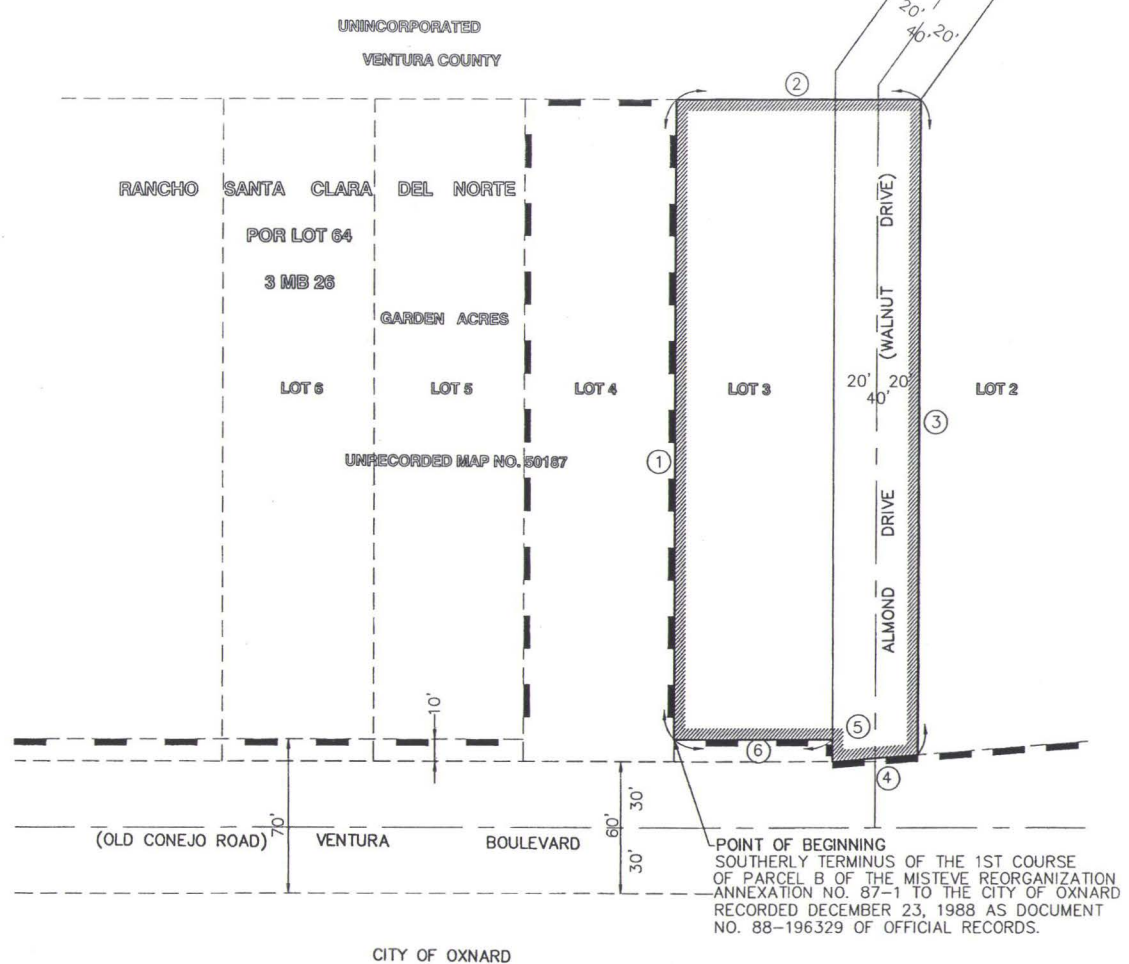 20'
40' 20'
UNINCORPORATED
VENTURA COUNTY
2
RANCHO SANTA CLARA DEL NORTE
POR LOT 64
3 MB 26
GARDEN ACRES
LOT 6
LOT 5
LOT 4
LOT 3
20' 20'
40'
LOT 2
ALMOND DRIVE (WALNUT DRIVE)
3
1
UNRECORDED MAP NO. 50187
10'
5
6
4
70'
60'
30'
30'
(OLD CONEJO ROAD) VENTURA BOULEVARD
POINT OF BEGINNING
SOUTHERLY TERMINUS OF THE 1ST COURSE
OF PARCEL B OF THE MISTEVE REORGANIZATION
ANNEXATION NO. 87-1 TO THE CITY OF OXNARD
RECORDED DECEMBER 23, 1988 AS DOCUMENT
NO. 88-196329 OF OFFICIAL RECORDS.
CITY OF OXNARD